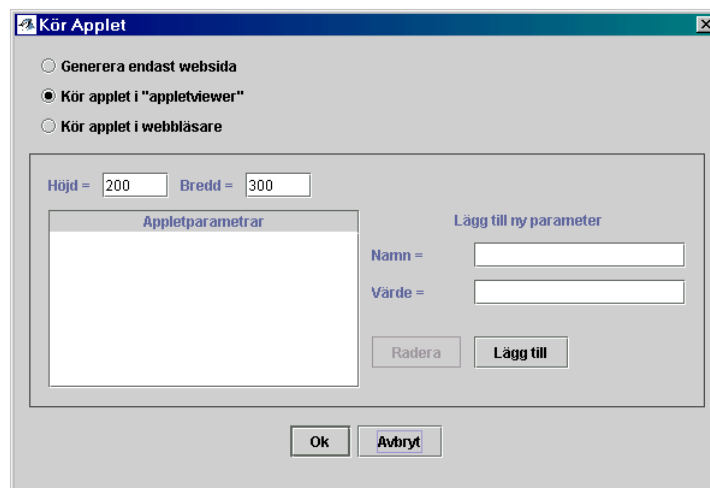 Kör Applet
Generera endast websida
Kör applet i "appletviewer"
Kör applet i webbläsare
Höjd = 200 Bredd = 300
Appletparametrar
Lägg till ny parameter
Namn =
Värde =
Radera Lägg till
Ok Avbryt